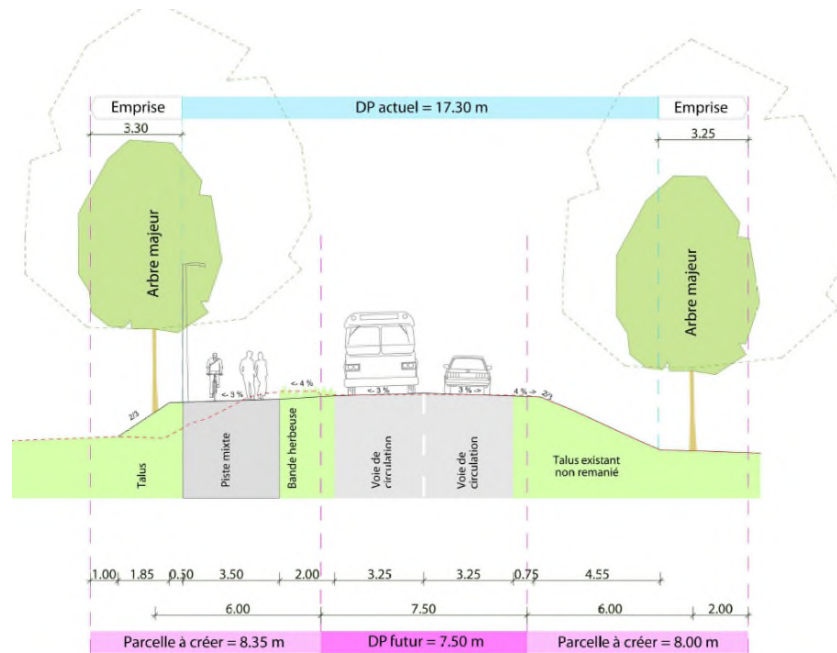 Emprise
DP actuel = 17.30 m
Emprise
3.30
3.25
Arbre majeur
Arbre majeur
<- 4 %
<- 3 %
<- 3 %
3% ->
4% ->
2/3
2/3
Talus
Piste mixte
Bande herbeuse
Voie de
circulation
Voie de
circulation
Talus existant
non remanié
1.00 1.85 0.50 3.50 2.00 3.25 3.25 0.75 4.55
6.00 7.50 6.00 2.00
Parcelle à créer = 8.35 m
DP futur = 7.50 m
Parcelle à créer = 8.00 m